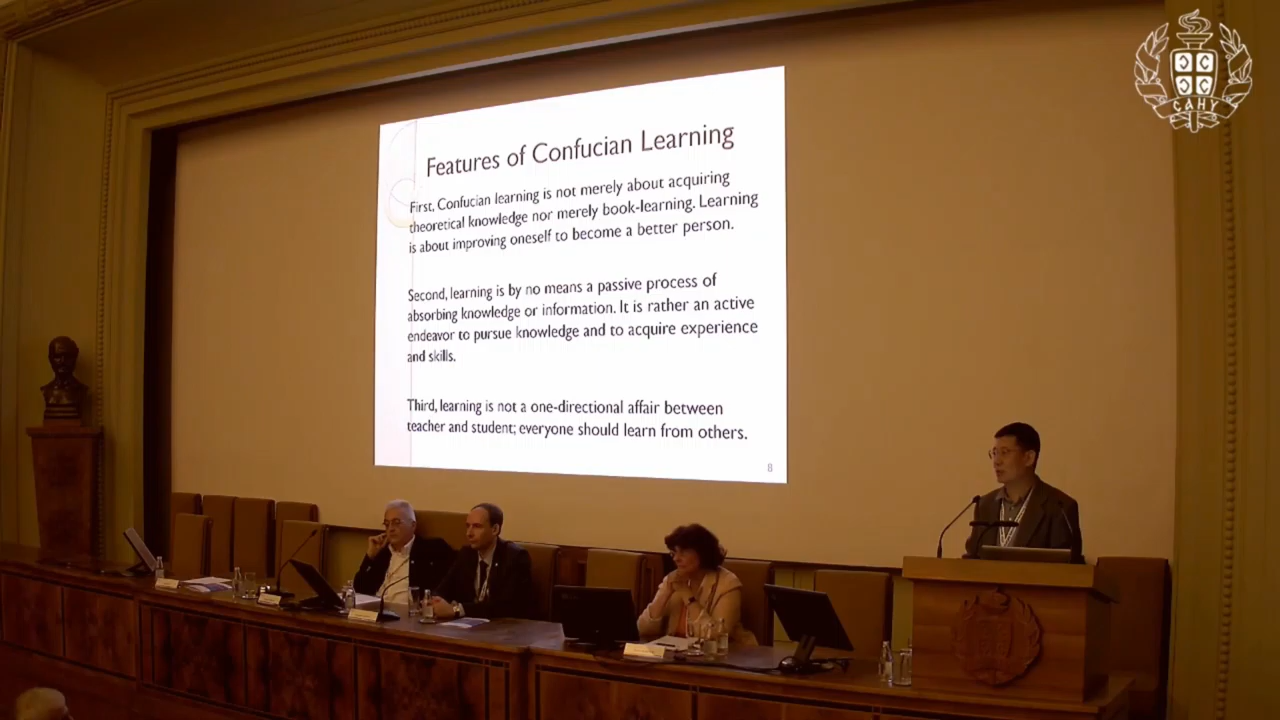 Features of Confucian Learning
First, Confucian learning is not merely about acquiring
theoretical knowledge nor merely book-learning. Learning
is about improving oneself to become a better person.
Second, learning is by no means a passive process of
absorbing knowledge or information. It is rather an active
endeavor to pursue knowledge and to acquire experience
and skills.
Third, learning is not a one-directional affair between
teacher and student; everyone should learn from others.
8
САНУ